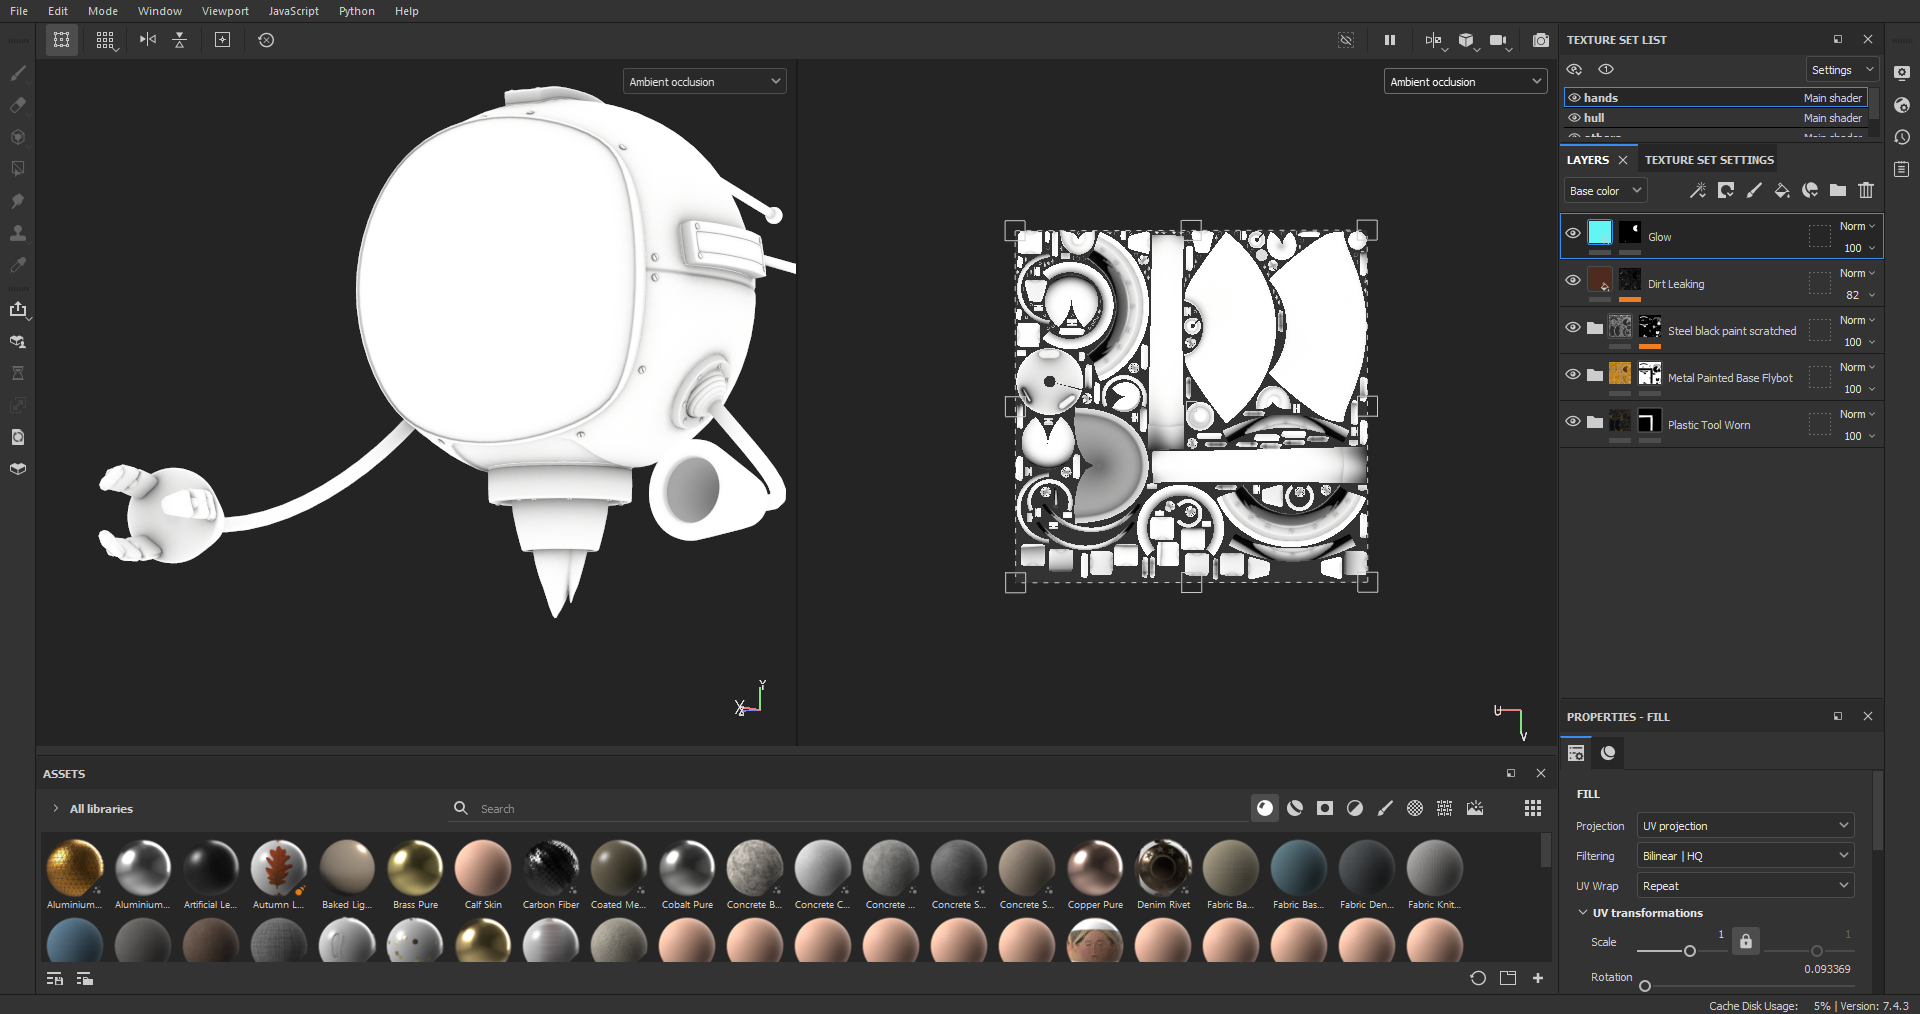 File Edit Mode Window Viewport JavaScript Python Help
Ambient occlusion
Ambient occlusion
TEXTURE SET LIST
Settings
hands Main shader
hull Main shader
others Main shader
LAYERS TEXTURE SET SETTINGS
Base color
Glow Norm 100
Dirt Leaking Norm 82
Steel black paint scratched Norm 100
Metal Painted Base Flybot Norm 100
Plastic Tool Worn Norm 100
Y
X
Z
U
V
PROPERTIES - FILL
FILL
Projection UV projection
Filtering Bilinear | HQ
UV Wrap Repeat
UV transformations
Scale 1 1
Rotation 0.093369
ASSETS
All libraries
Search
Aluminium... Aluminium... Artificial Le... Autumn L... Baked Lig... Brass Pure Calf Skin Carbon Fiber Coated Me... Cobalt Pure Concrete B... Concrete C... Concrete ... Concrete S... Concrete S... Copper Pure Denim Rivet Fabric Ba... Fabric Bas... Fabric Den... Fabric Knit...
Cache Disk Usage: 5% | Version: 7.4.3